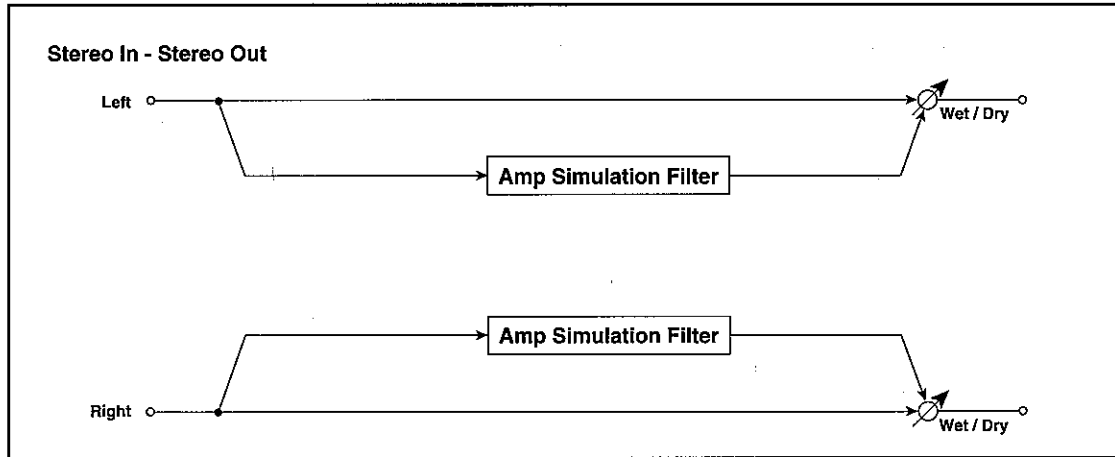 Stereo In - Stereo Out
Left
Wet / Dry
Amp Simulation Filter
Amp Simulation Filter
Right
Wet / Dry